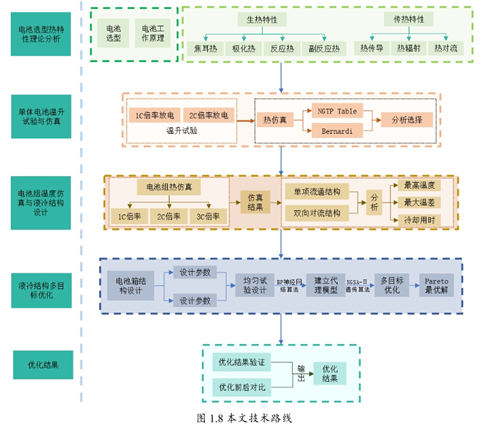 电池选型热特
性理论分析
电池
选型
电池工
作原理
生热特性
焦耳热
极化热
反应热
副反应热
传热特性
热传导
热辐射
热对流
单体电池温升
试验与仿真
1C倍率放电
2C倍率放电
温升试验
热仿真
NGTP Table
Bernardi
分析选择
电池组温度仿
真与液冷结构
设计
电池组热仿真
1C倍率
2C倍率
3C倍率
仿真
结果
单项流道结构
双向对流结构
分
析
最高温度
最大温差
冷却用时
液冷结构多目
标优化
电池箱结
构设计
设计参数
设计参数
均匀试
验设计
BP神经网
络算法
建立代
理模型
NSGA-Ⅱ
遗传算法
多目标
优化
Pareto
最优解
优化结果
优化结果验证
优化前后对比
输
出
优化
结果
图 1.8 本文技术路线